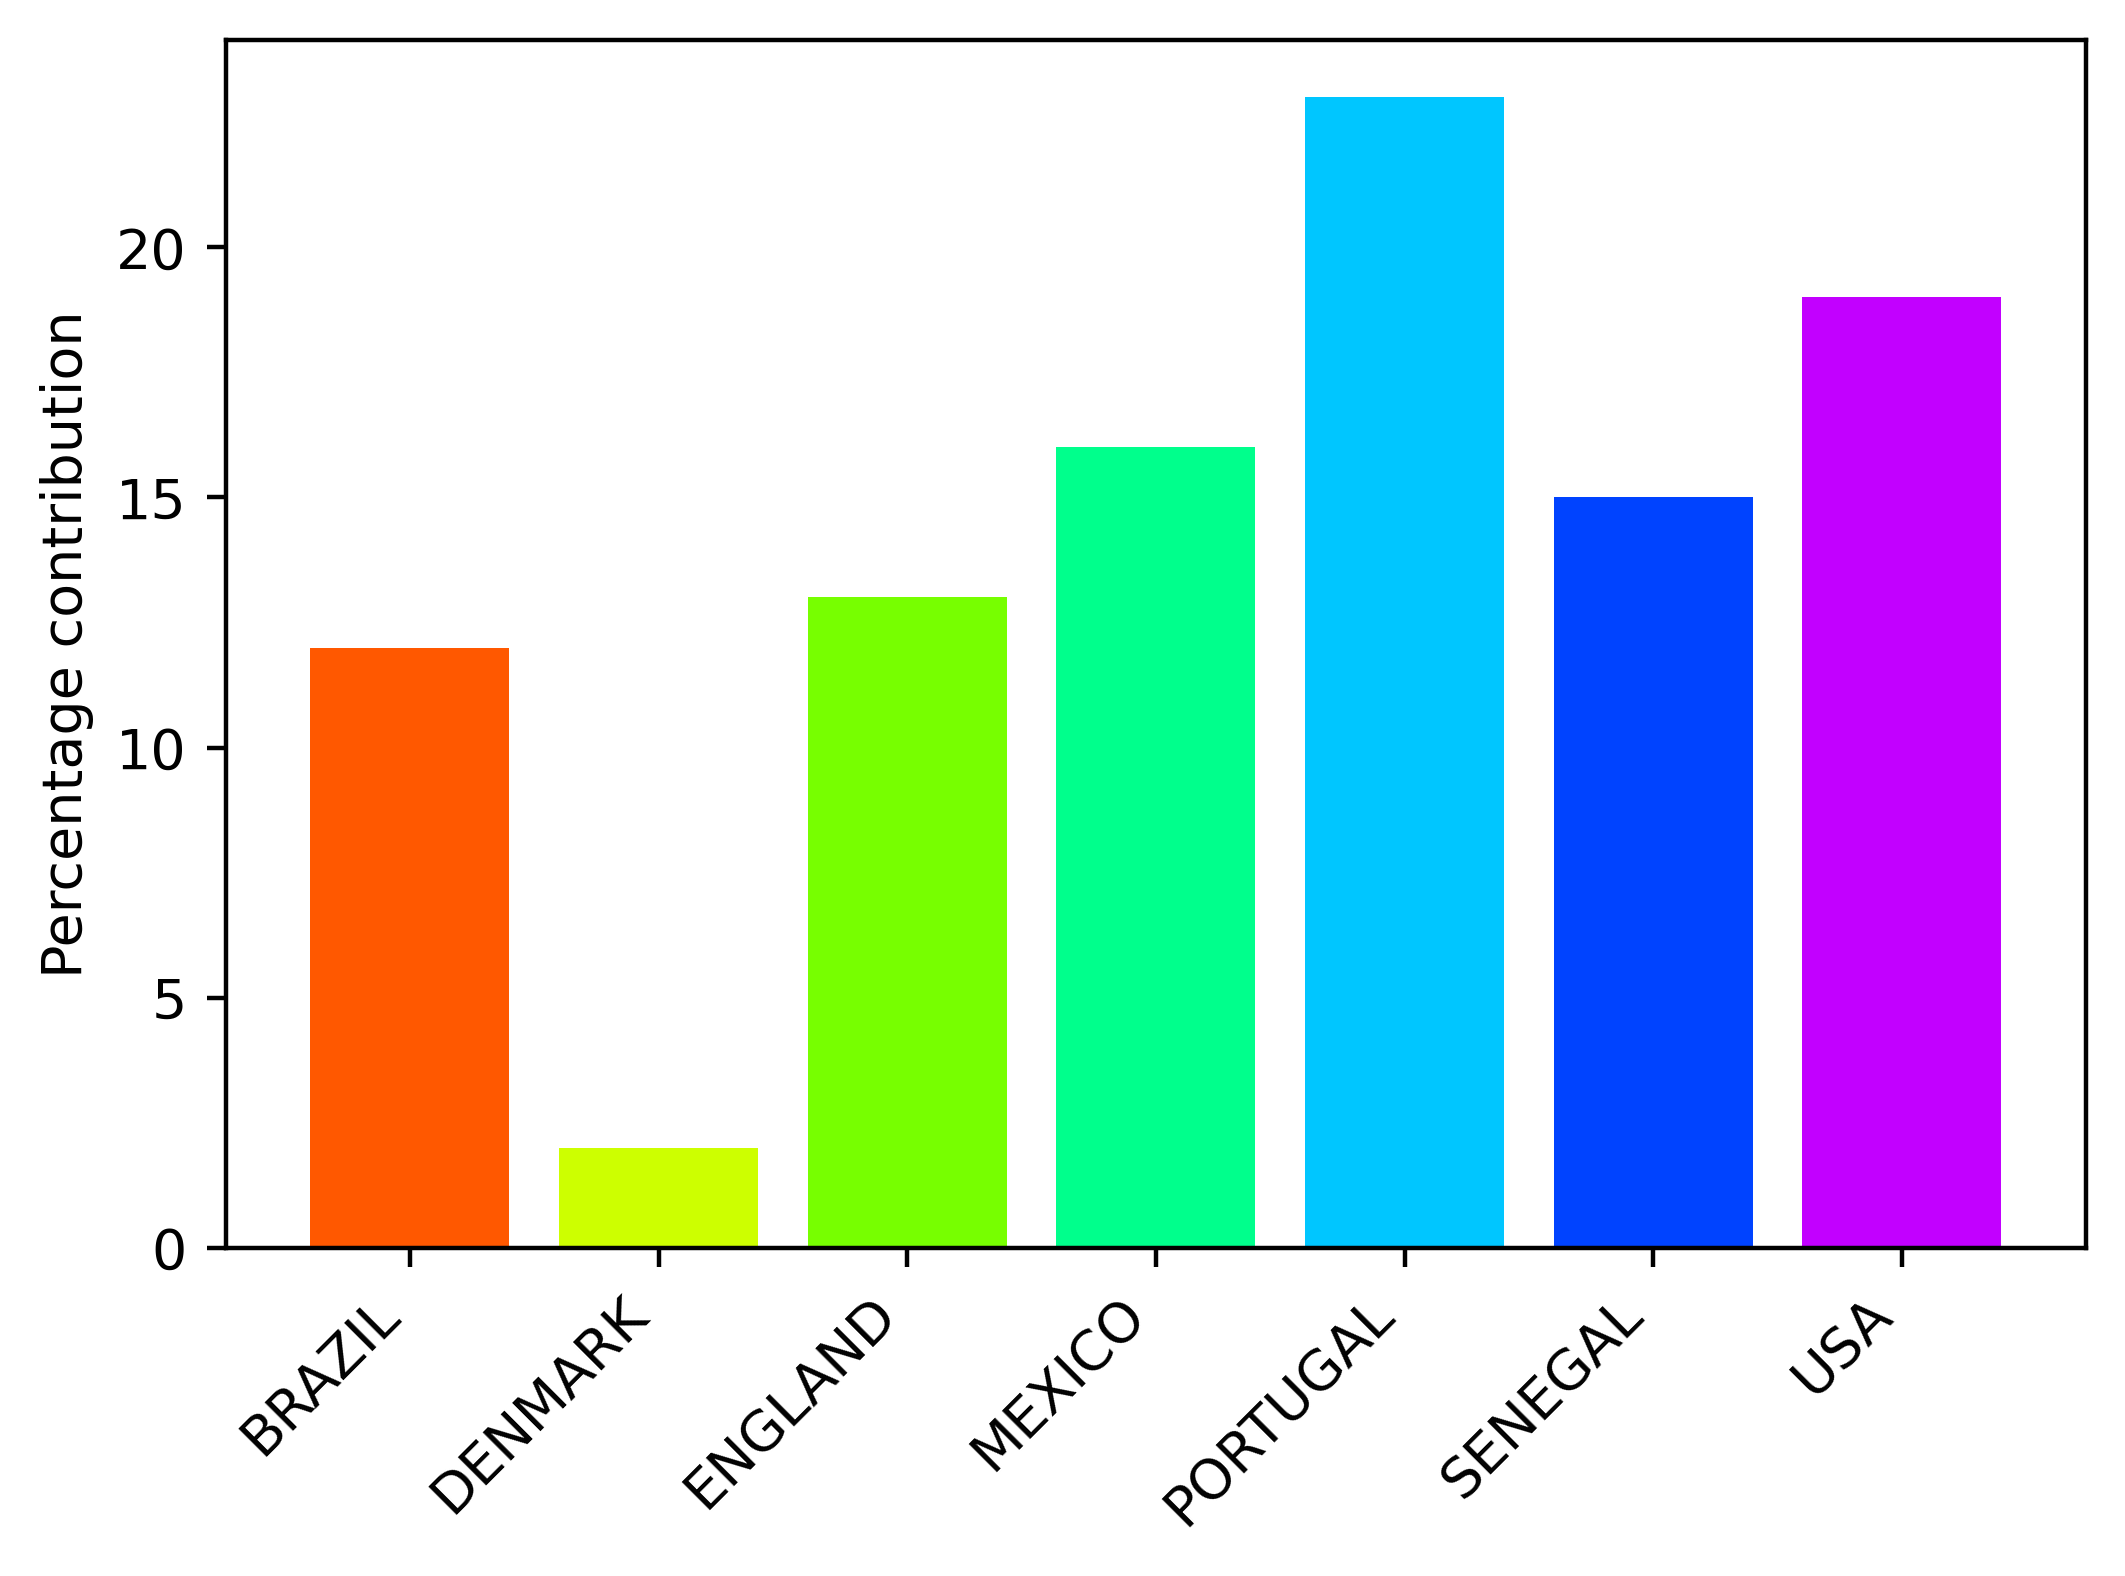 Percentage contribution
20
15
10
5
0
BRAZIL
DENMARK
ENGLAND
MEXICO
PORTUGAL
SENEGAL
USA